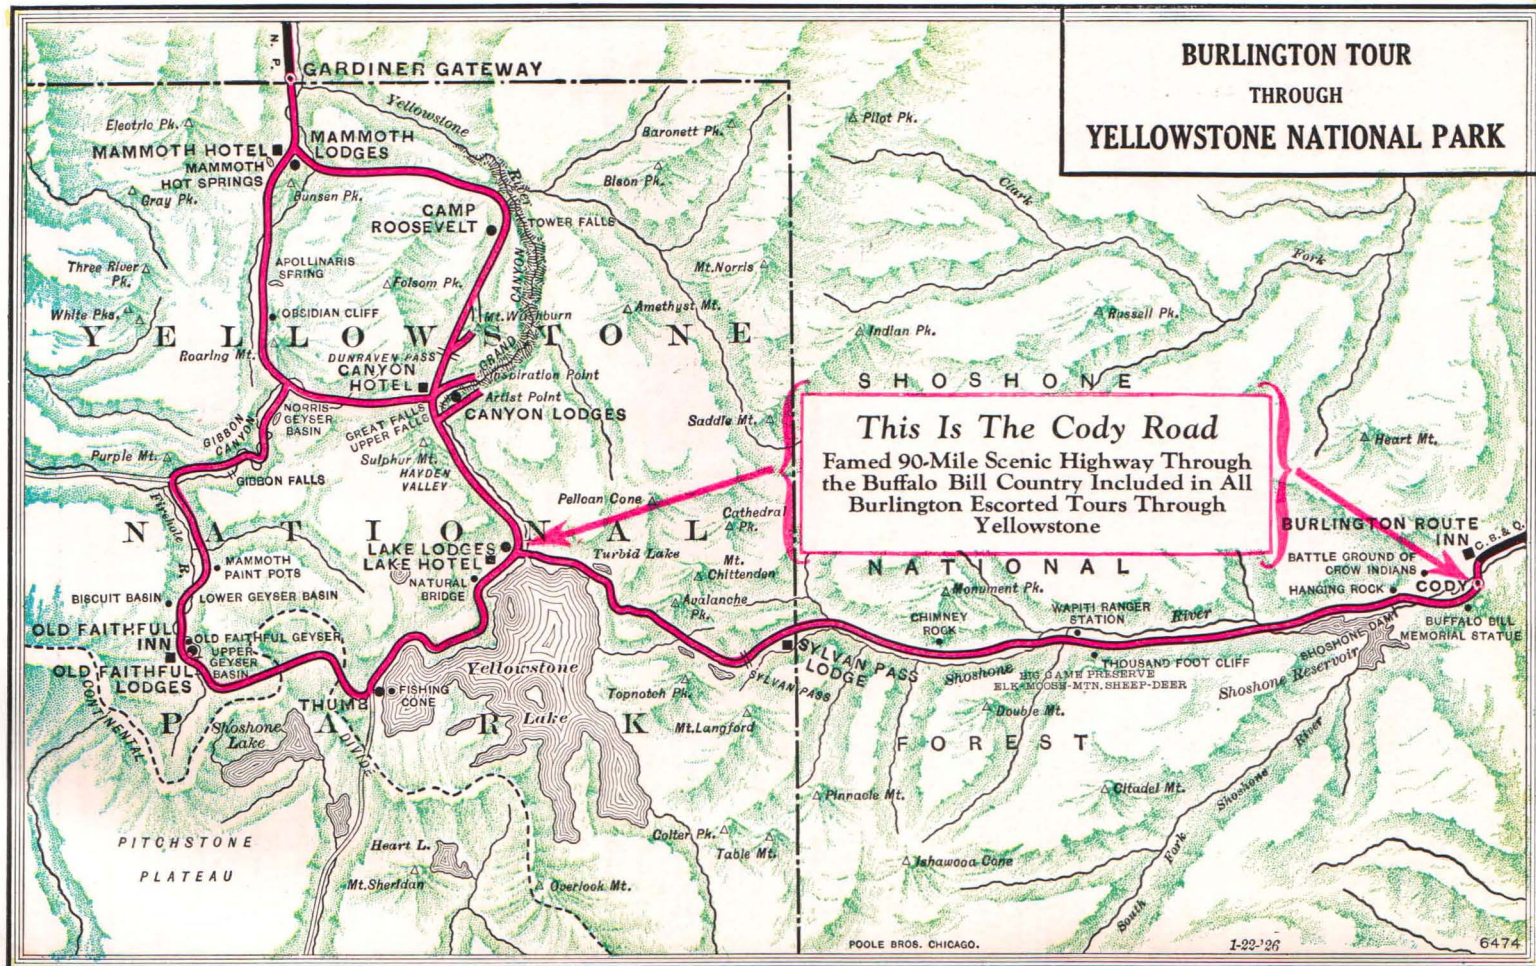 BURLINGTON TOUR
THROUGH
YELLOWSTONE NATIONAL PARK
N. P.
GARDINER GATEWAY
Yellowstone
River
Electric Pk.
MAMMOTH HOTEL
MAMMOTH
LODGES
MAMMOTH
HOT SPRINGS
Gray Pk.
Bunsen Pk.
Baronett Pk.
Bison Pk.
Pilot Pk.
Clark
Fork
CAMP
ROOSEVELT
TOWER FALLS
Three River
Pk.
APOLLINARIS
SPRING
Folsom Pk.
GRAND
CANYON
Mt. Norris
Amethyst Mt.
White Pks.
OBSIDIAN CLIFF
Mt. Washburn
Indian Pk.
Russell Pk.
YELLOWSTONE
Roaring Mt.
DUNRAVEN PASS
CANYON
HOTEL
Inspiration Point
Artist Point
CANYON LODGES
NORRIS
GEYSER
BASIN
GREAT FALLS
UPPER FALLS
GIBBON
CANYON
Saddle Mt.
SHOSHONE
This Is The Cody Road
Famed 90-Mile Scenic Highway Through
the Buffalo Bill Country Included in All
Burlington Escorted Tours Through
Yellowstone
Heart Mt.
Purple Mt.
Sulphur Mt.
HAYDEN
VALLEY
GIBBON FALLS
Firehole R.
Pelican Cone
Cathedral
Pk.
NATIONAL
LAKE LODGES
LAKE HOTEL
Turbid Lake
Mt.
Chittenden
NATURAL
BRIDGE
MAMMOTH
PAINT POTS
BISCUIT BASIN
LOWER GEYSER BASIN
Avalanche
Pk.
NATIONAL
Monument Pk.
CHIMNEY
ROCK
WAPITI RANGER
STATION
River
BURLINGTON ROUTE
INN
C. B. & Q.
BATTLE GROUND OF
CROW INDIANS
HANGING ROCK
CODY
BUFFALO BILL
MEMORIAL STATUE
SHOSHONE DAM
Shoshone Reservoir
OLD FAITHFUL
INN
OLD FAITHFUL GEYSER
UPPER
GEYSER
BASIN
OLD FAITHFUL
LODGES
CONTINENTAL
DIVIDE
THUMB
FISHING
CONE
Yellowstone
Lake
SYLVAN PASS
LODGE
SYLVAN PASS
Shoshone
BIG GAME PRESERVE
ELK-MOOSE-MTN. SHEEP-DEER
THOUSAND FOOT CLIFF
Topnotch Pk.
Mt. Langford
Double Mt.
PARK
Shoshone
Lake
FOREST
Pinnacle Mt.
Citadel Mt.
South Fork Shoshone River
PITCHSTONE
PLATEAU
Heart L.
Mt. Sheridan
Colter Pk.
Table Mt.
Overlook Mt.
Ishawooa Cone
POOLE BROS. CHICAGO.
1-22-'26
6474